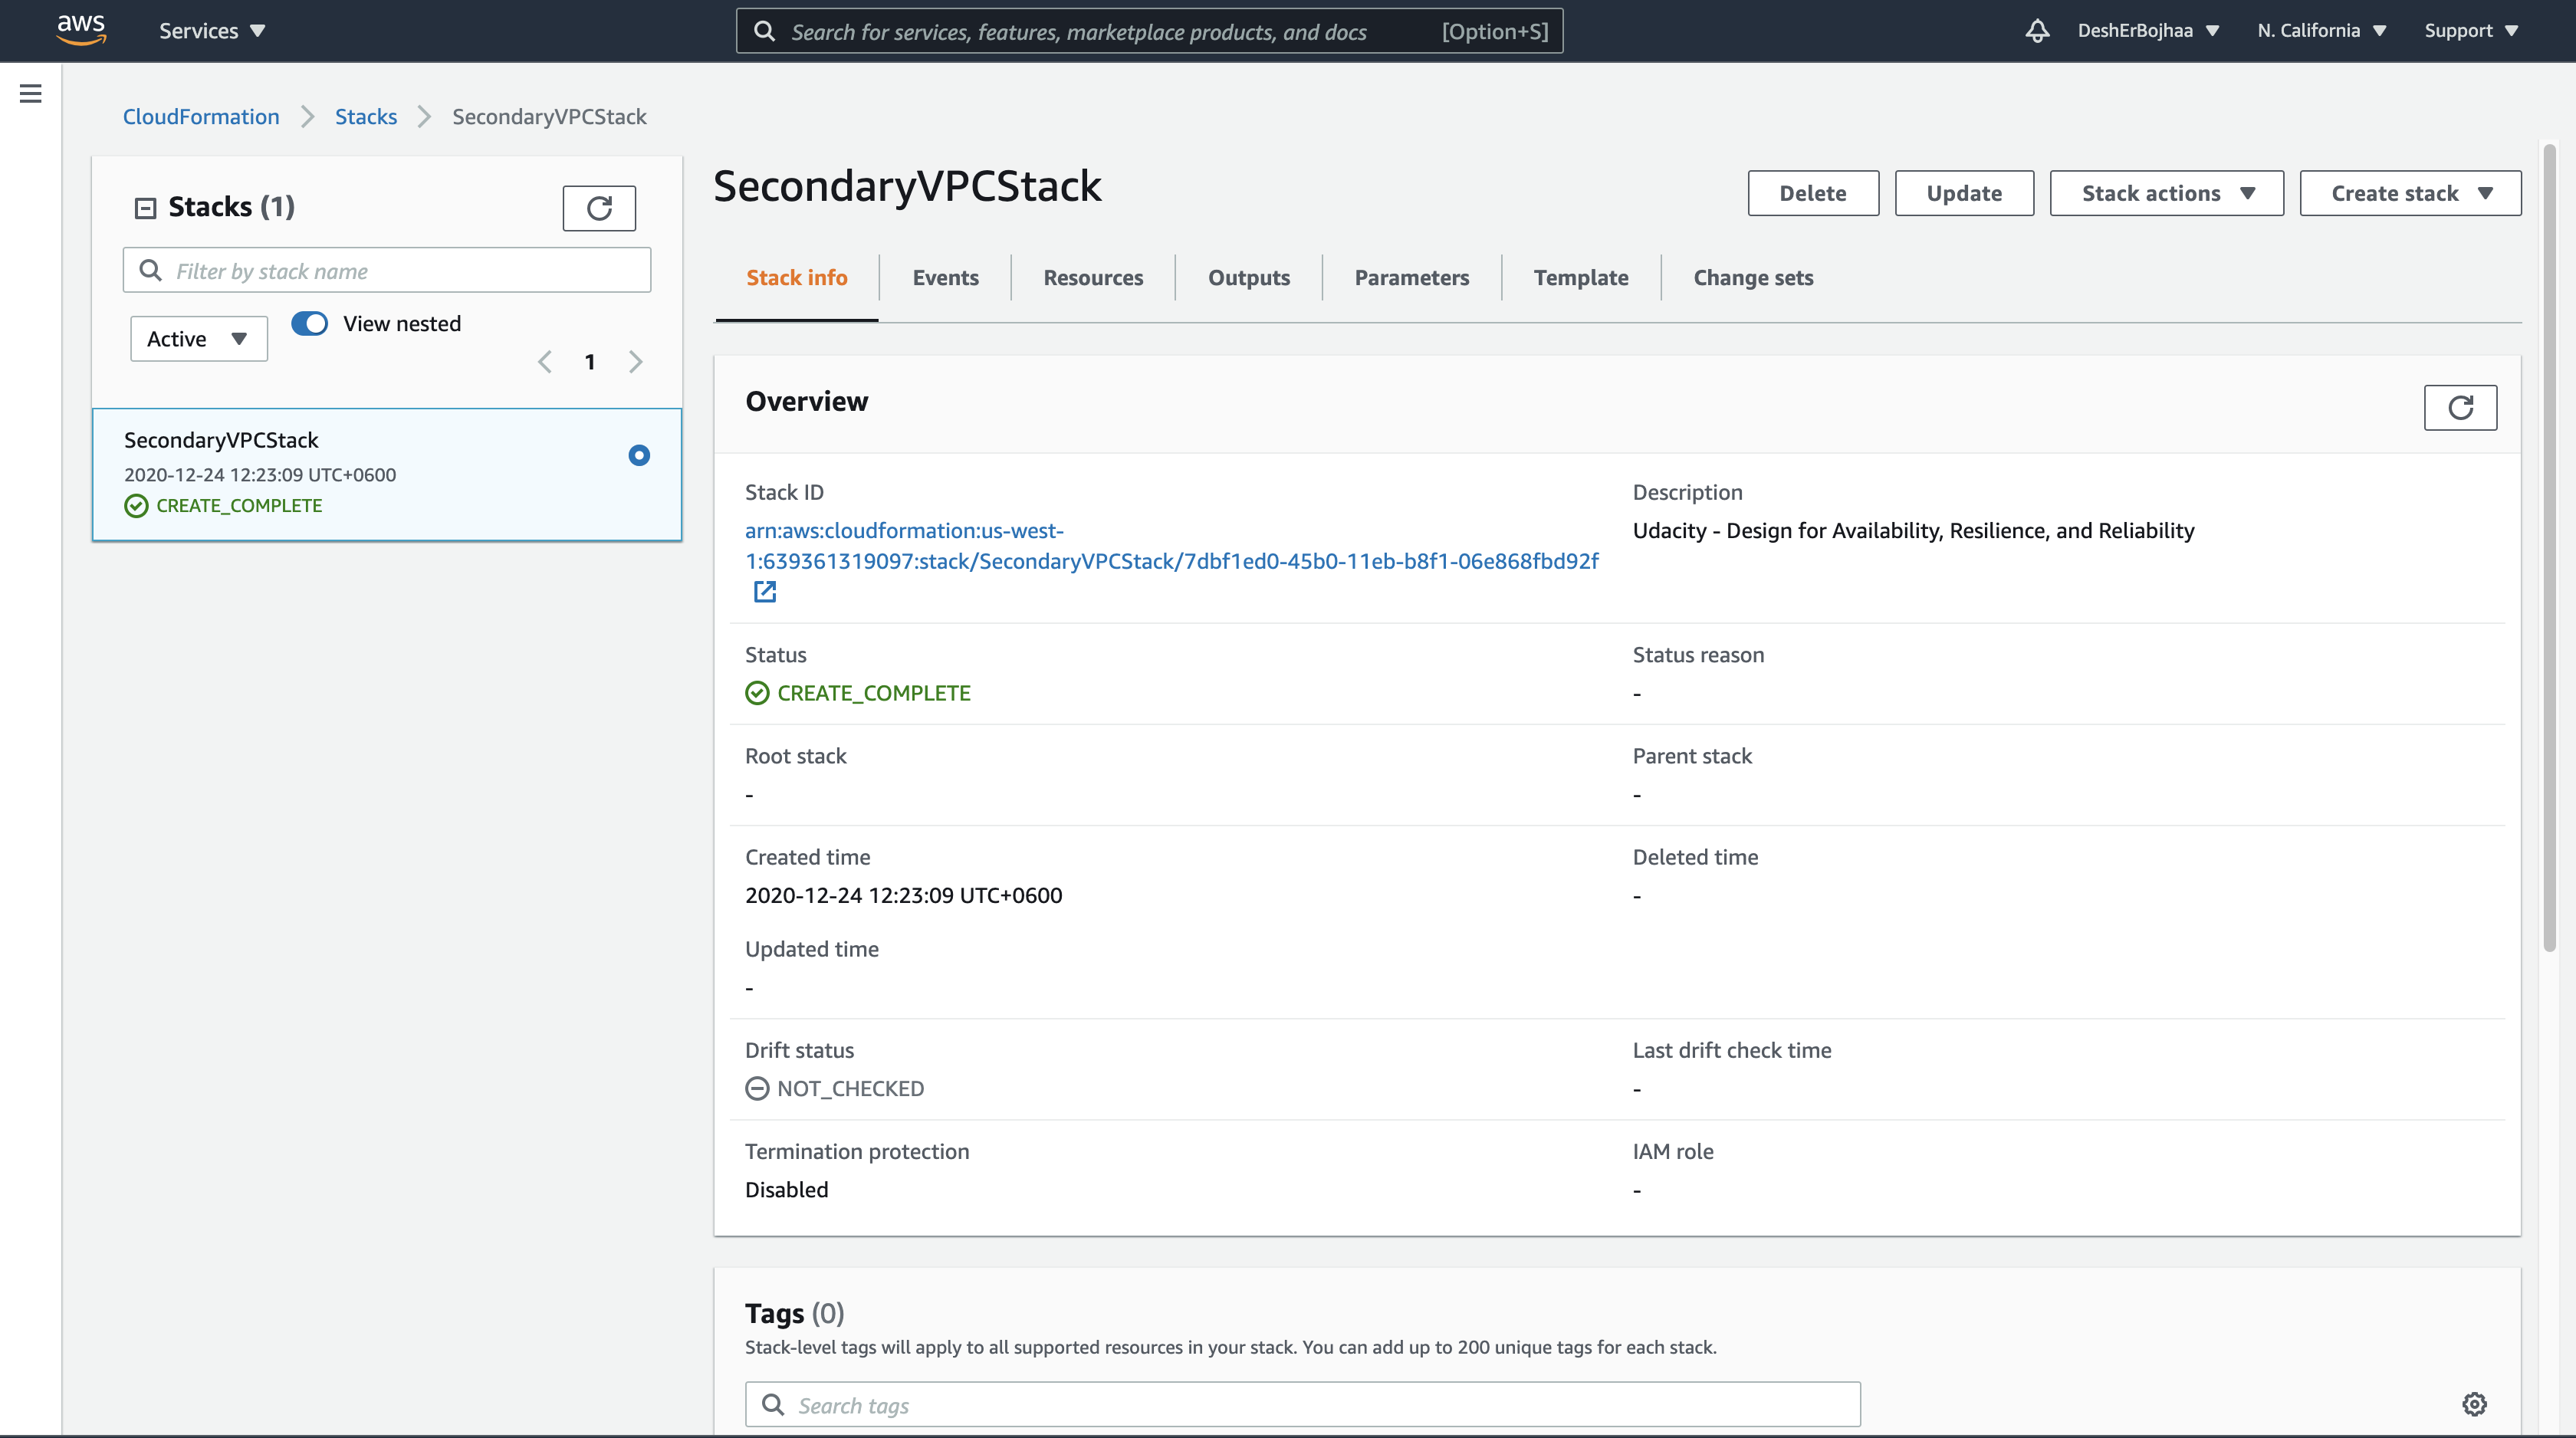 aws
Services
Search for services, features, marketplace products, and docs
[Option+S]
DeshErBojhaa
N. California
Support
CloudFormation
Stacks
SecondaryVPCStack
Stacks (1)
Filter by stack name
Active
View nested
1
SecondaryVPCStack
2020-12-24 12:23:09 UTC+0600
CREATE_COMPLETE
SecondaryVPCStack
Delete
Update
Stack actions
Create stack
Stack info
Events
Resources
Outputs
Parameters
Template
Change sets
Overview
Stack ID
arn:aws:cloudformation:us-west-
1:639361319097:stack/SecondaryVPCStack/7dbf1ed0-45b0-11eb-b8f1-06e868fbd92f
Description
Udacity - Design for Availability, Resilience, and Reliability
Status
CREATE_COMPLETE
Status reason
-
Root stack
-
Parent stack
-
Created time
2020-12-24 12:23:09 UTC+0600
Deleted time
-
Updated time
-
Drift status
NOT_CHECKED
Last drift check time
-
Termination protection
Disabled
IAM role
-
Tags (0)
Stack-level tags will apply to all supported resources in your stack. You can add up to 200 unique tags for each stack.
Search tags